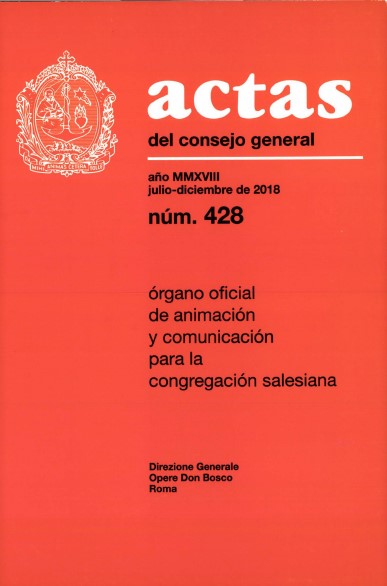 actas
del consejo general
año MMXVIII
julio-diciembre de 2018
núm. 428
órgano oficial
de animación
y comunicación
para la
congregación salesiana
Direzione Generale
Opere Don Bosco
Roma